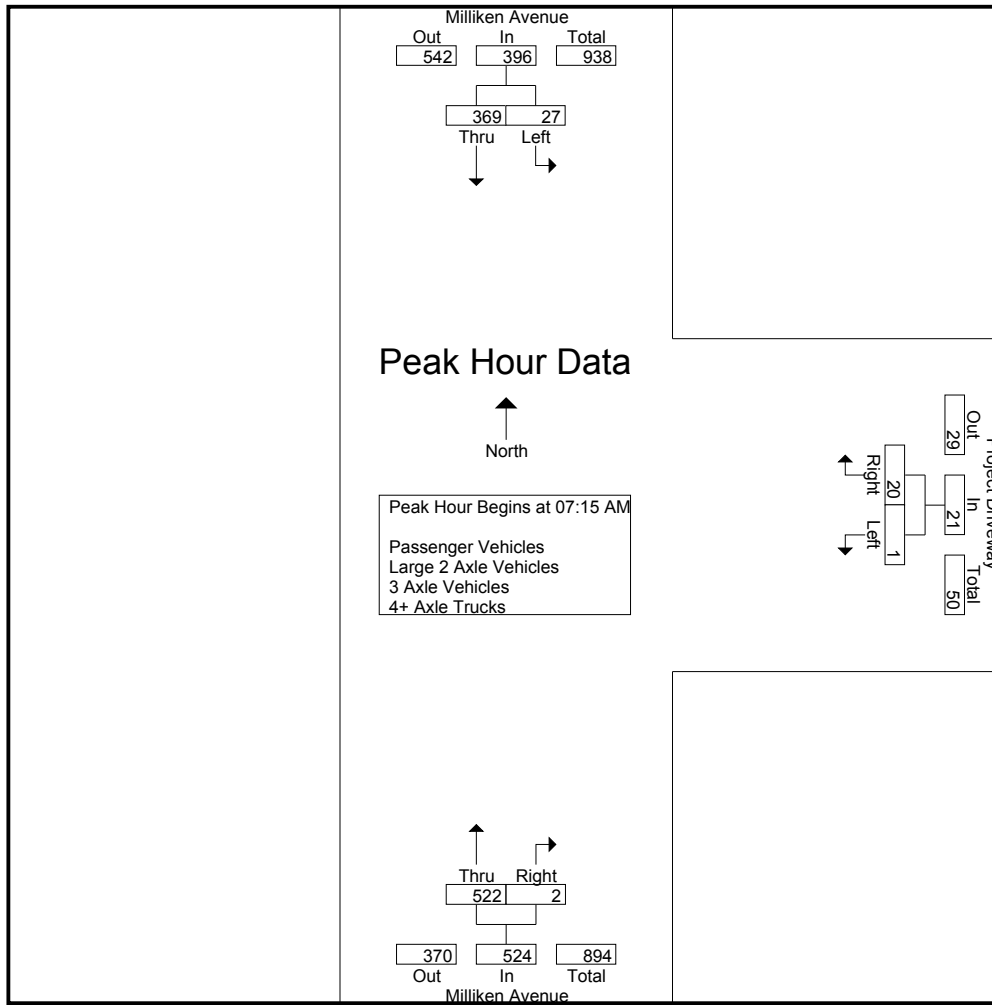 Milliken Avenue
Out In Total
542 396 938
369 27
Thru Left
Peak Hour Data
North
Peak Hour Begins at 07:15 AM
Passenger Vehicles
Large 2 Axle Vehicles
3 Axle Vehicles
4+ Axle Trucks
Project Driveway
Out In Total
29 21 50
20 1
Right Left
Thru Right
522 2
370 524 894
Out In Total
Milliken Avenue